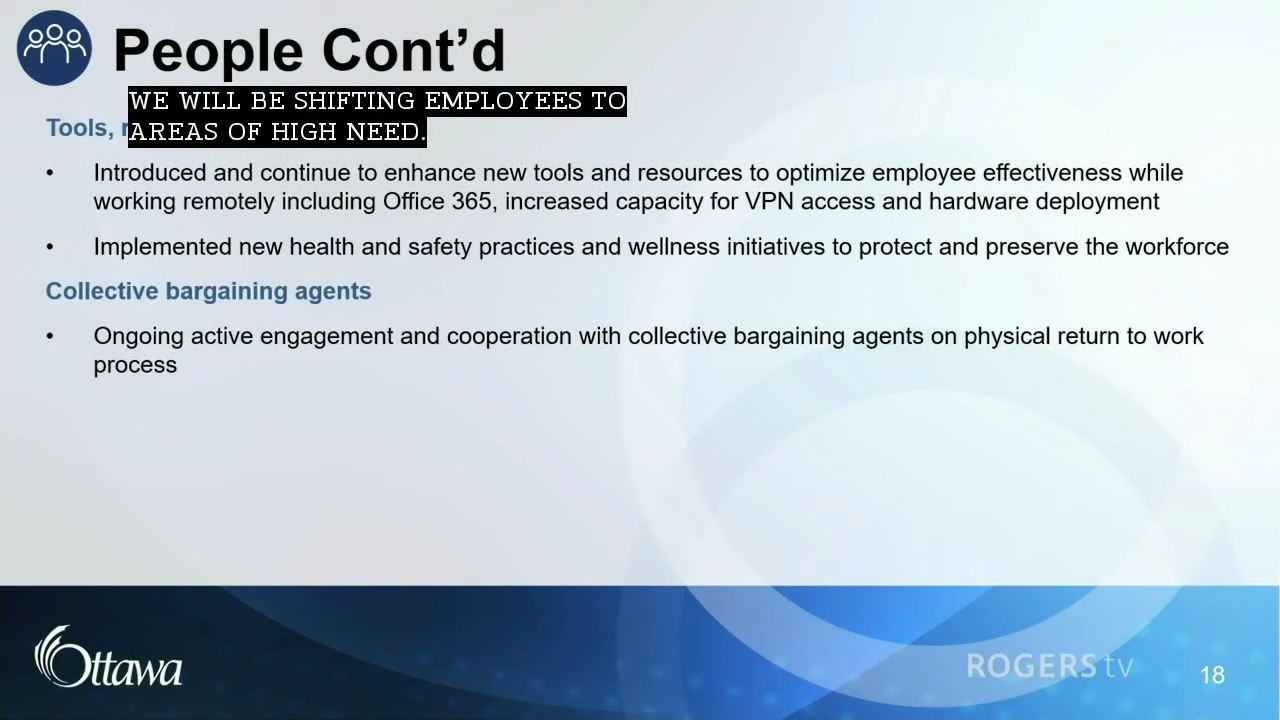 People Cont’d
WE WILL BE SHIFTING EMPLOYEES TO
AREAS OF HIGH NEED.
Tools,
• Introduced and continue to enhance new tools and resources to optimize employee effectiveness while
working remotely including Office 365, increased capacity for VPN access and hardware deployment
• Implemented new health and safety practices and wellness initiatives to protect and preserve the workforce
Collective bargaining agents
• Ongoing active engagement and cooperation with collective bargaining agents on physical return to work
process
Ottawa
ROGERS tv
18